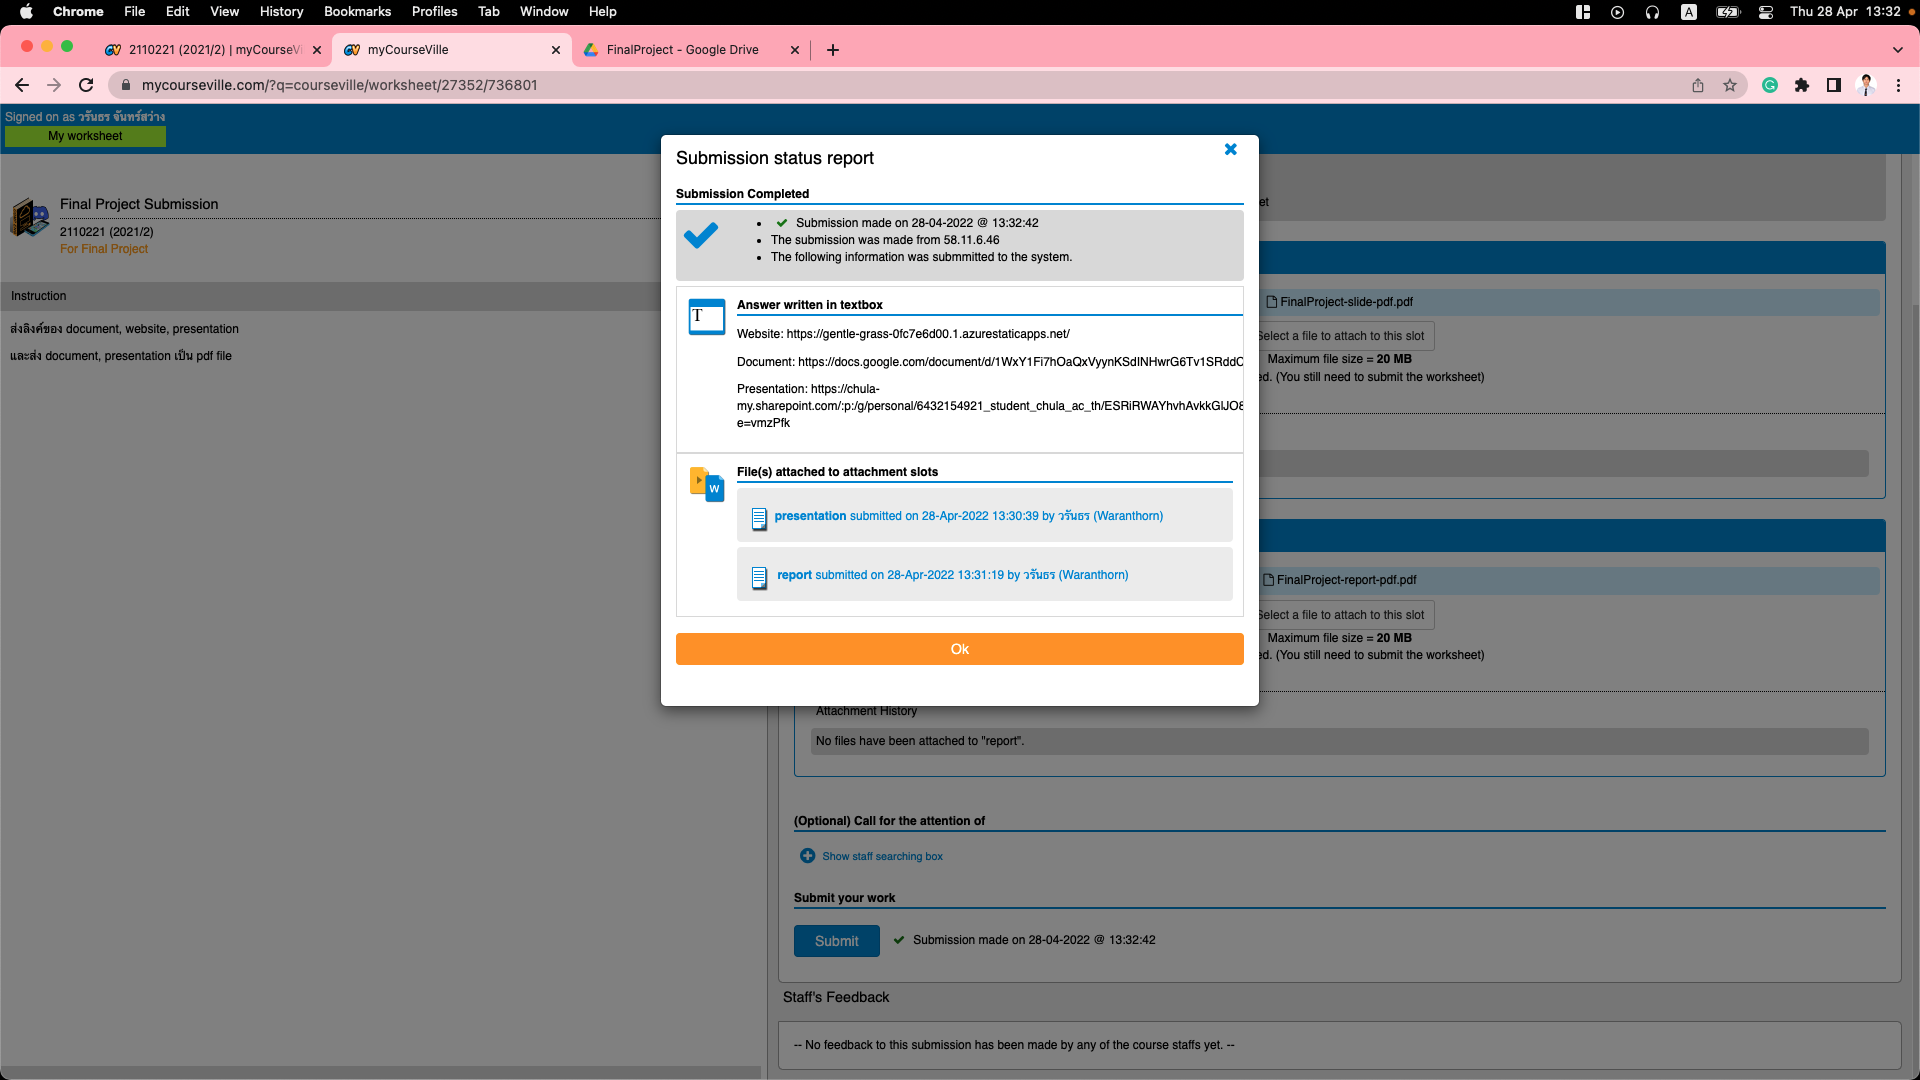 Chrome File Edit View History Bookmarks Profiles Tab Window Help
A Thu 28 Apr 13:32
2110221 (2021/2) | myCourseVi
myCourseVille
FinalProject - Google Drive
mycourseville.com/?q=courseville/worksheet/27352/736801
Signed on as วรันธร จันทร์สว่าง
My worksheet
Final Project Submission
2110221 (2021/2)
For Final Project
Instruction
ส่งลิงค์ของ document, website, presentation
และส่ง document, presentation เป็น pdf file
Submission status report
Submission Completed
Submission made on 28-04-2022 @ 13:32:42
The submission was made from 58.11.6.46
The following information was submmitted to the system.
T
Answer written in textbox
Website: https://gentle-grass-0fc7e6d00.1.azurestaticapps.net/
Document: https://docs.google.com/document/d/1WxY1Fi7hOaQxVyynKSdINHwrG6Tv1SRddC
Presentation: https://chula-
my.sharepoint.com/:p:/g/personal/6432154921_student_chula_ac_th/ESRiRWAYhvhAvkkGlJO8
e=vmzPfk
W
File(s) attached to attachment slots
presentation submitted on 28-Apr-2022 13:30:39 by วรันธร (Waranthorn)
report submitted on 28-Apr-2022 13:31:19 by วรันธร (Waranthorn)
Ok
et
FinalProject-slide-pdf.pdf
Select a file to attach to this slot
Maximum file size = 20 MB
ed. (You still need to submit the worksheet)
FinalProject-report-pdf.pdf
Select a file to attach to this slot
Maximum file size = 20 MB
ed. (You still need to submit the worksheet)
Attachment History
No files have been attached to "report".
(Optional) Call for the attention of
Show staff searching box
Submit your work
Submit
Submission made on 28-04-2022 @ 13:32:42
Staff's Feedback
-- No feedback to this submission has been made by any of the course staffs yet. --